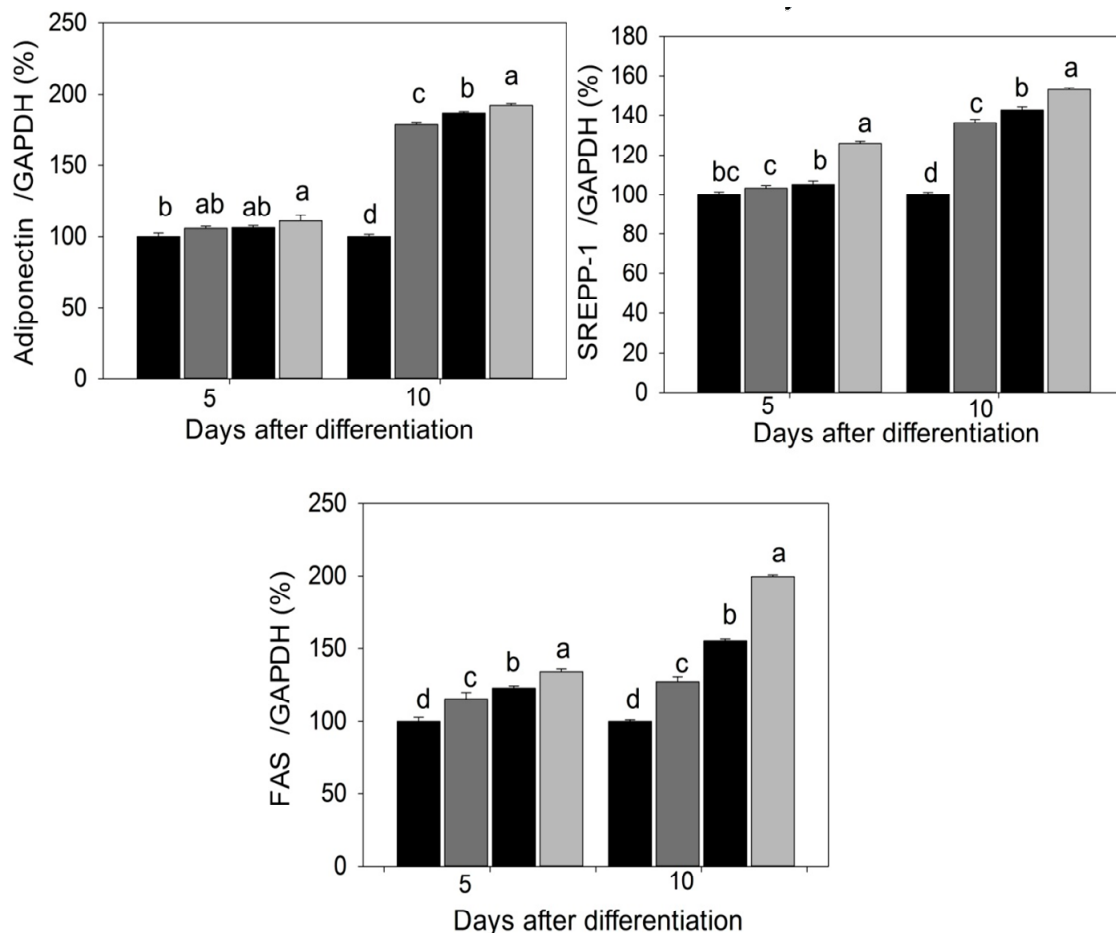 Adiponectin /GAPDH (%)
250
200
150
100
50
0
b ab ab a
d c b a
5 10
Days after differentiation
SREPP-1 /GAPDH (%)
180
160
140
120
100
80
60
40
20
0
bc c b a
d c b a
5 10
Days after differentiation
FAS /GAPDH (%)
250
200
150
100
50
0
d c b a
d c b a
5 10
Days after differentiation